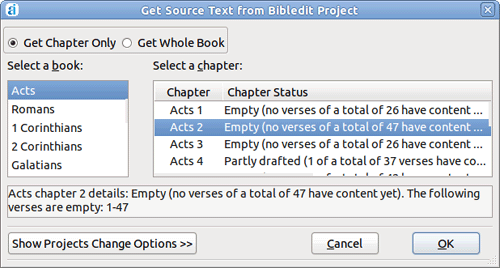 Get Source Text from Bibledit Project
Get Chapter Only Get Whole Book
Select a book: Select a chapter:
Chapter Chapter Status
Acts Acts 1 Empty (no verses of a total of 26 have content ...
Romans Acts 2 Empty (no verses of a total of 47 have content ...
1 Corinthians Acts 3 Empty (no verses of a total of 26 have content ...
2 Corinthians Acts 4 Partly drafted (1 of a total of 37 verses have co...
Galatians
Acts chapter 2 details: Empty (no verses of a total of 47 have content yet). The following
verses are empty: 1-47
Show Projects Change Options >> Cancel OK